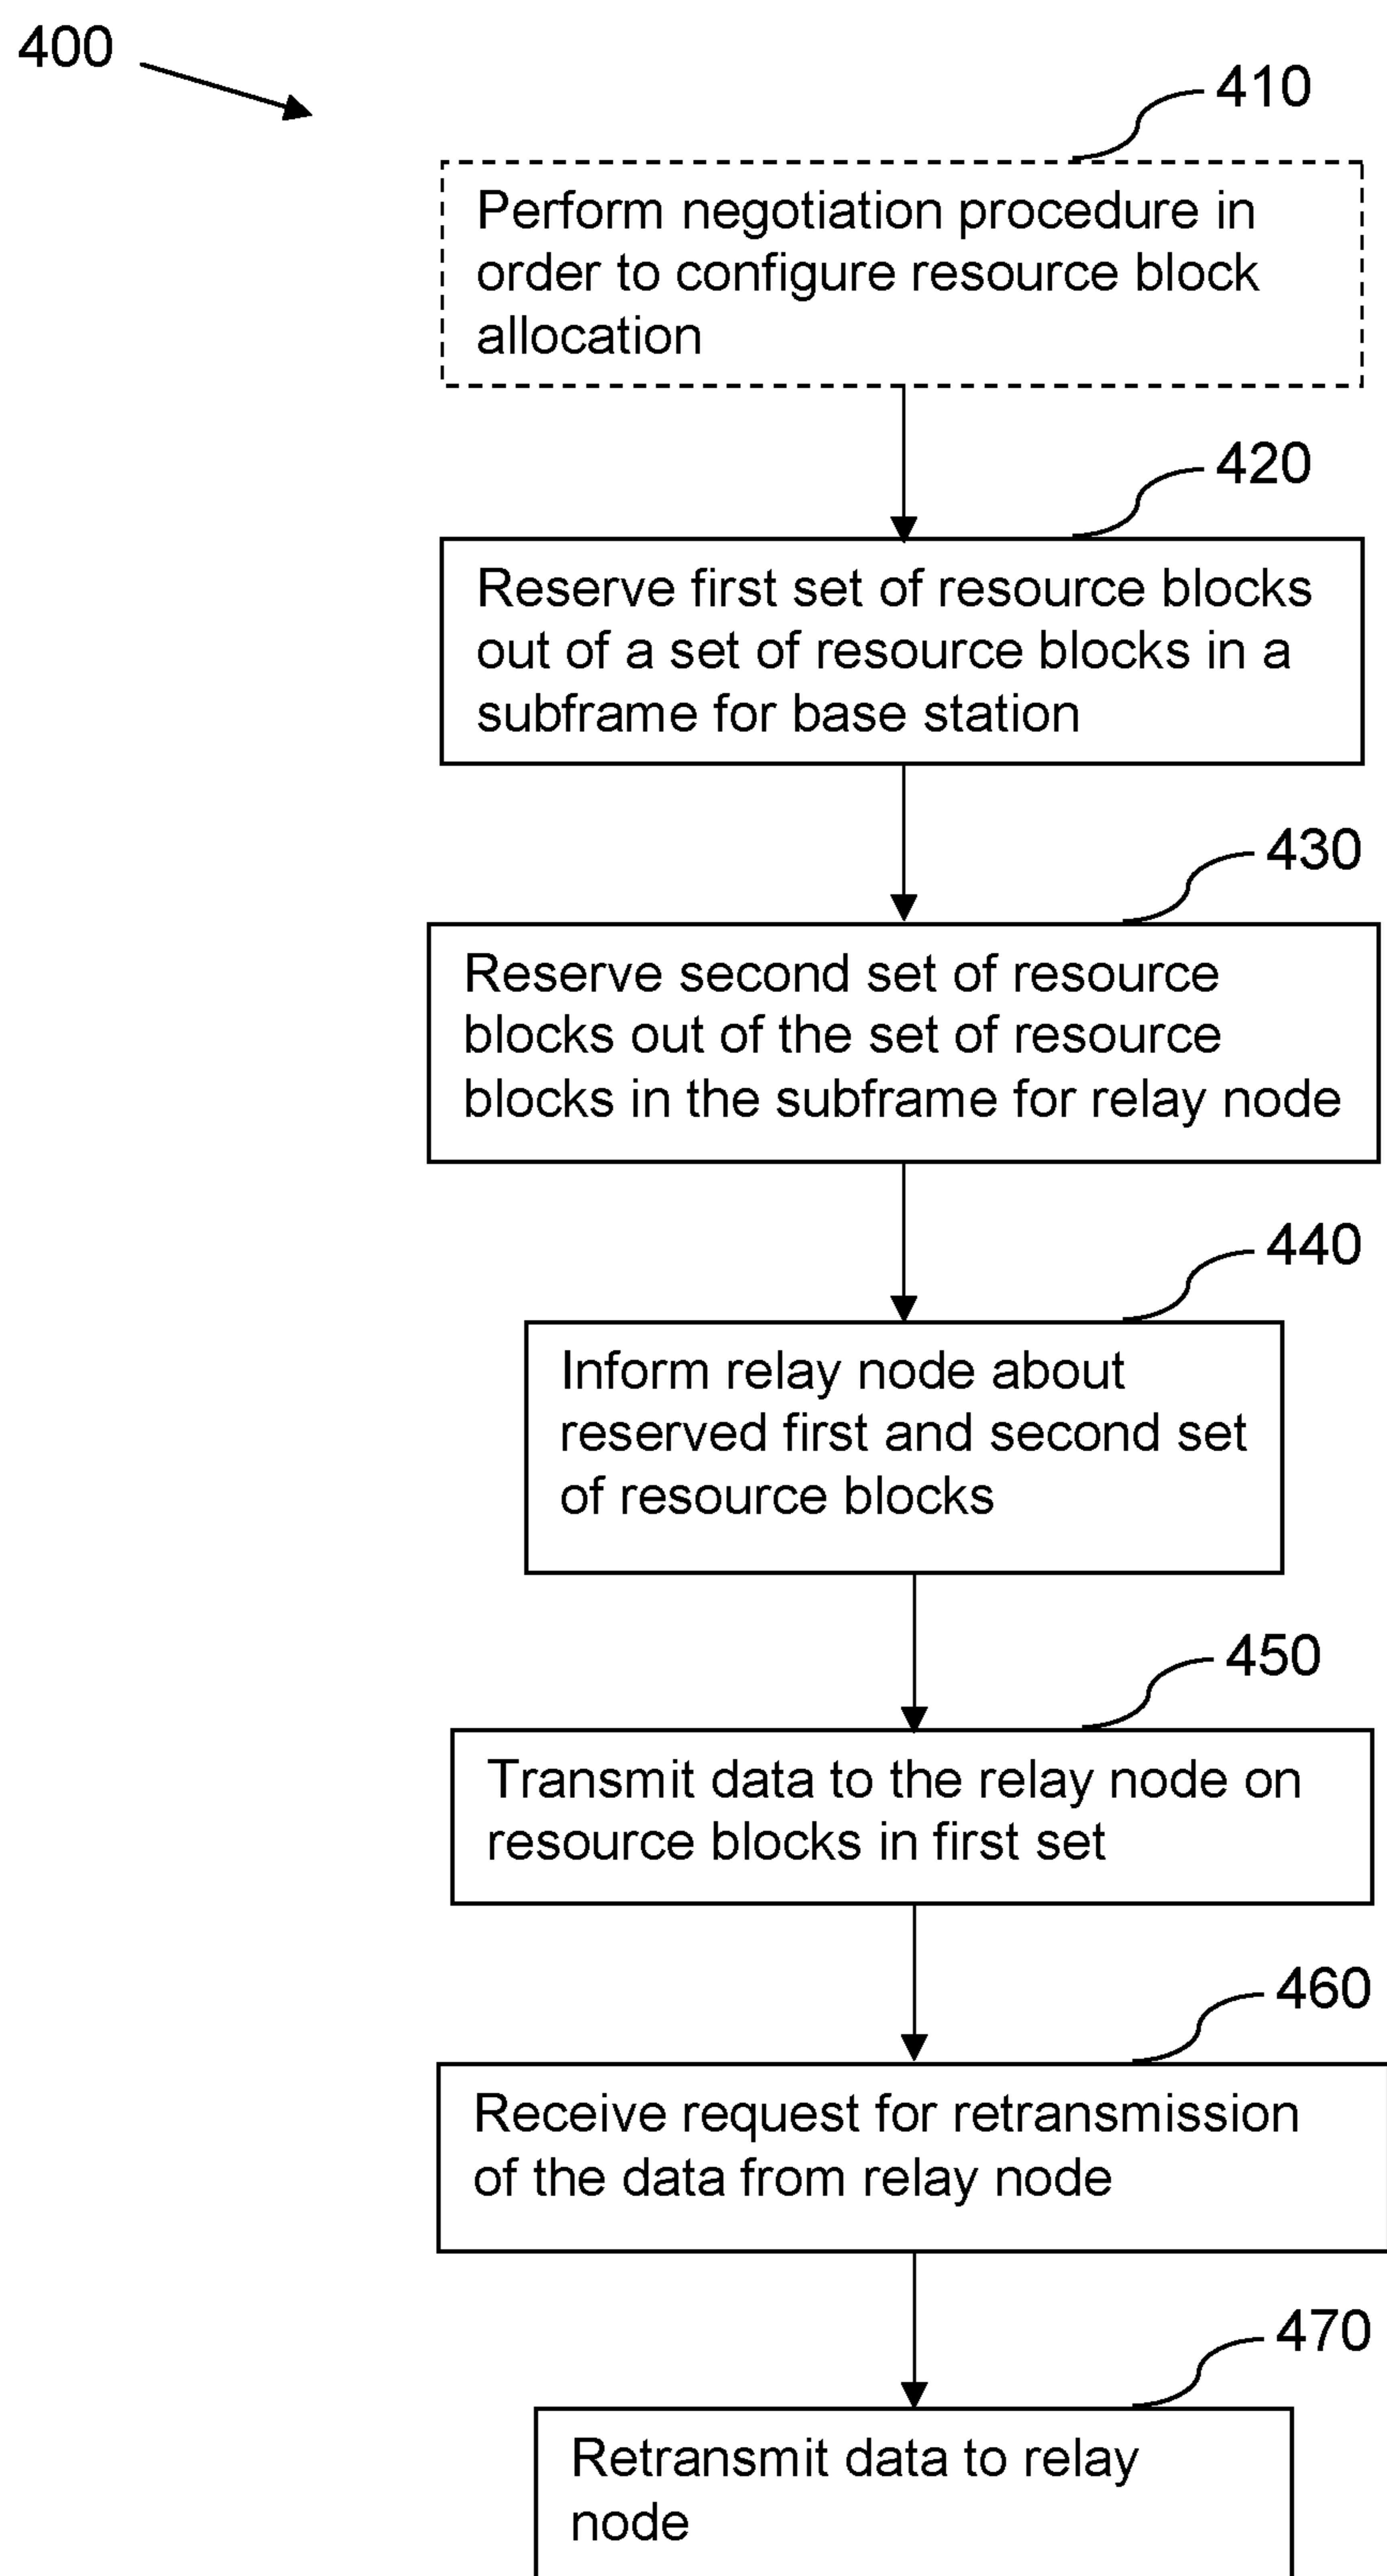 400
410
Perform negotiation procedure in
order to configure resource block
allocation
420
Reserve first set of resource blocks
out of a set of resource blocks in a
subframe for base station
430
Reserve second set of resource
blocks out of the set of resource
blocks in the subframe for relay node
440
Inform relay node about
reserved first and second set
of resource blocks
450
Transmit data to the relay node on
resource blocks in first set
460
Receive request for retransmission
of the data from relay node
470
Retransmit data to relay
node